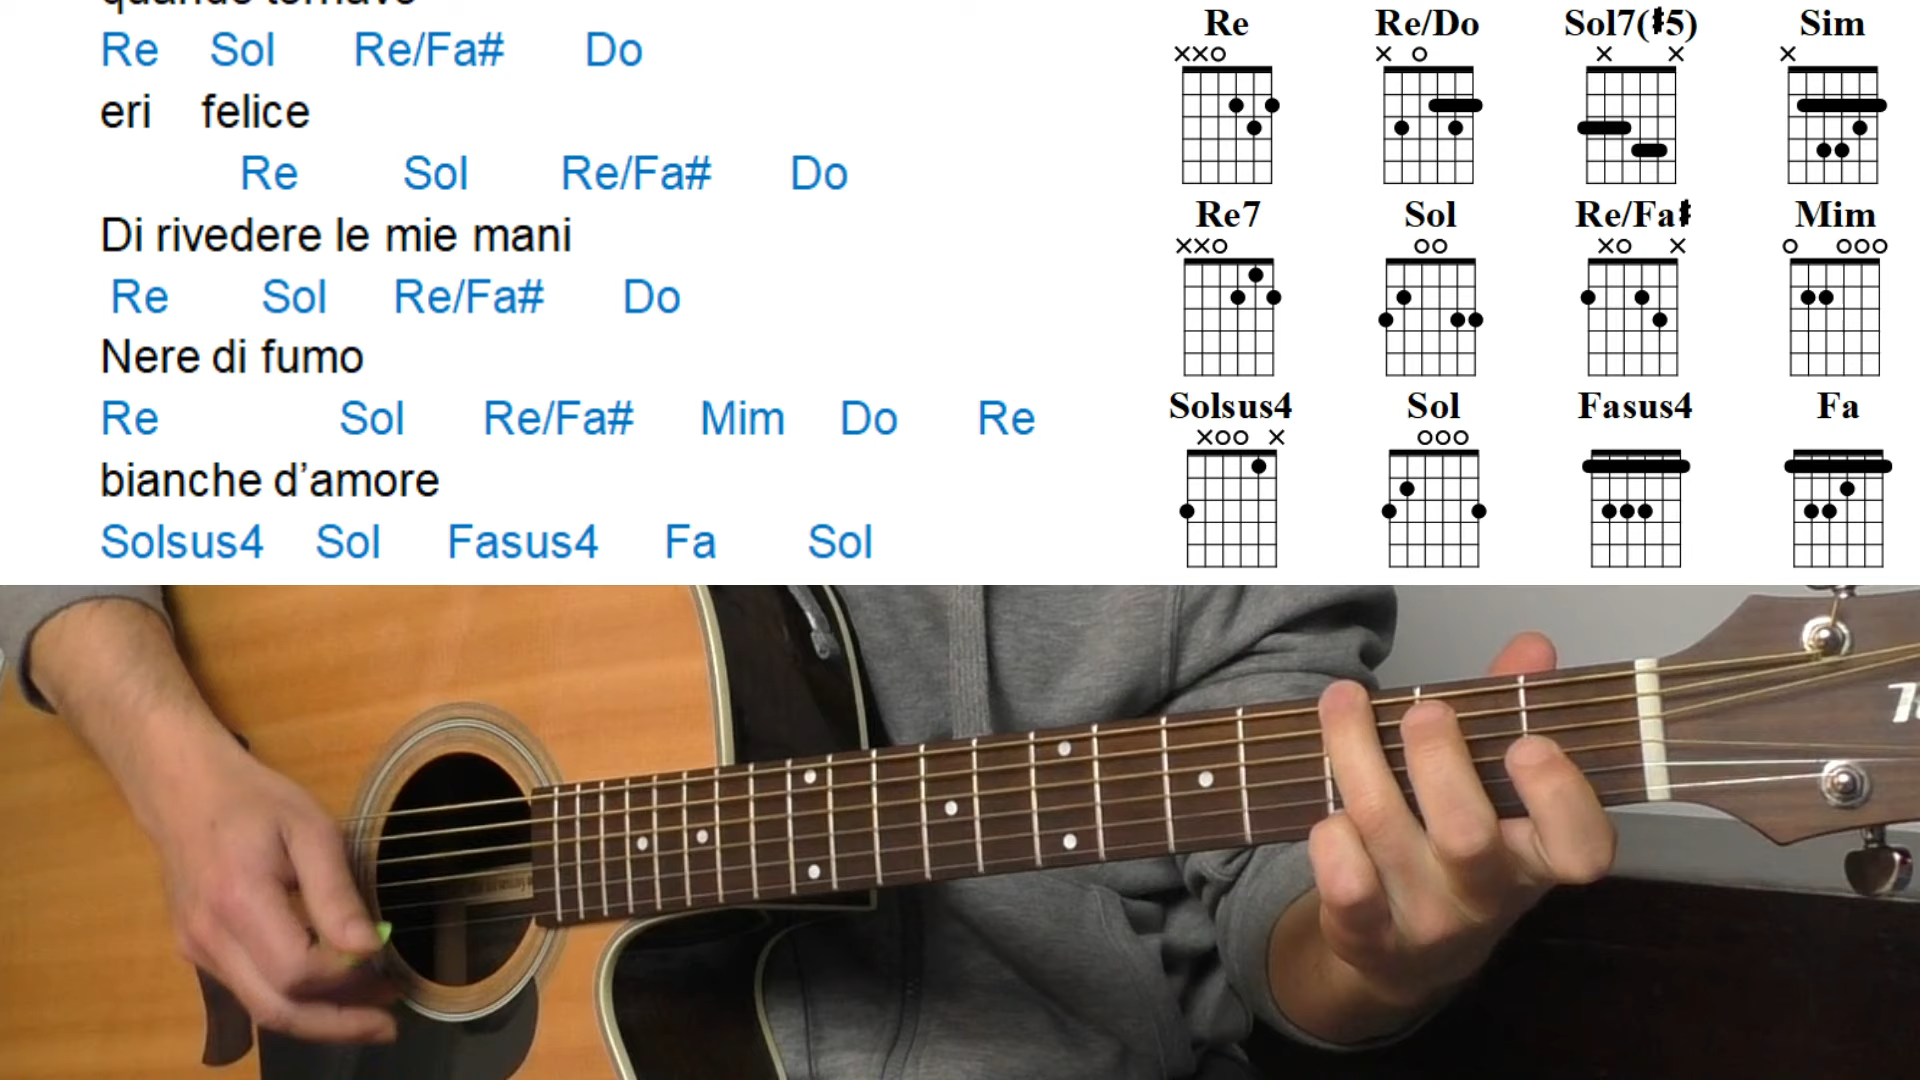 quando tornavo
Re Sol Re/Fa# Do
eri felice
Re Sol Re/Fa# Do
Di rivedere le mie mani
Re Sol Re/Fa# Do
Nere di fumo
Re Sol Re/Fa# Mim Do Re
bianche d’amore
Solsus4 Sol Fasus4 Fa Sol
Re Re/Do Sol7(♯5) Sim
Re7 Sol Re/Fa♯ Mim
Solsus4 Sol Fasus4 Fa